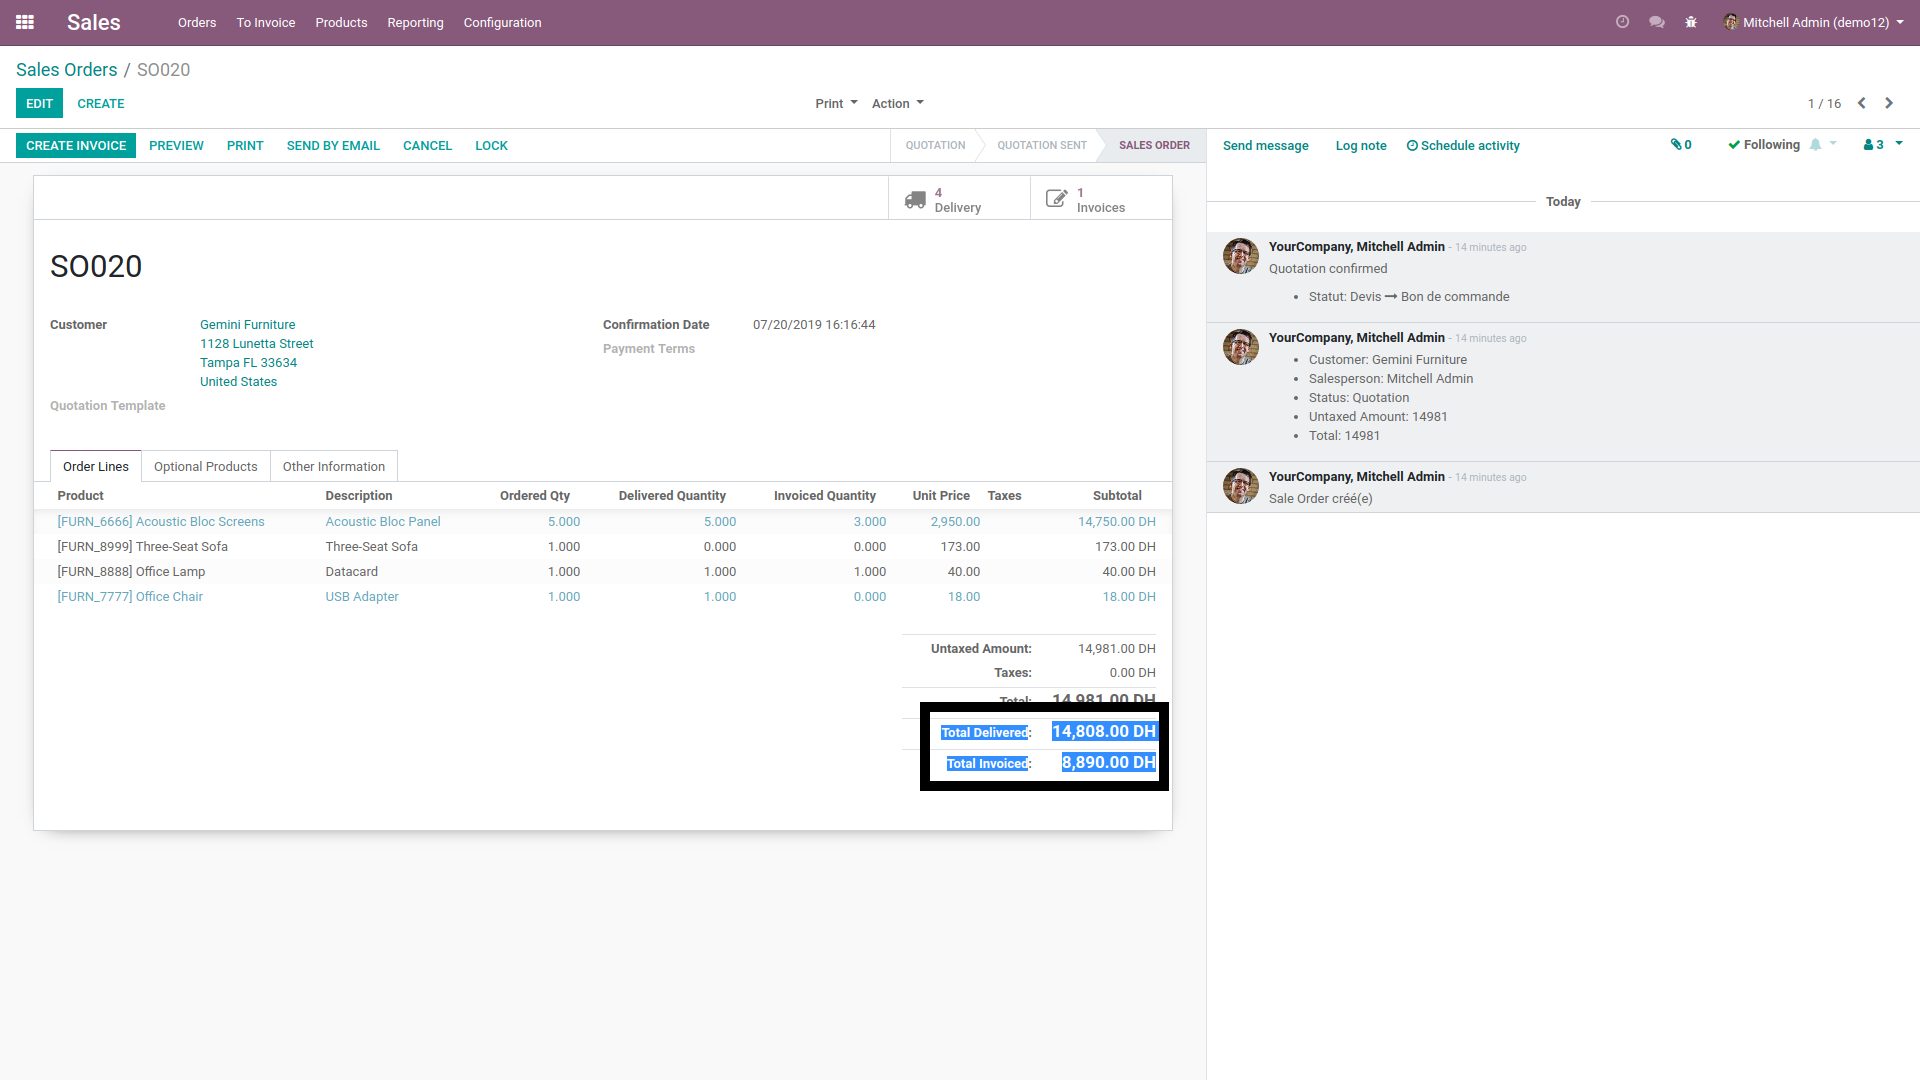 Sales Orders To Invoice Products Reporting Configuration Mitchell Admin (demo12)
Sales Orders / SO020
EDIT CREATE Print Action 1 / 16
CREATE INVOICE PREVIEW PRINT SEND BY EMAIL CANCEL LOCK QUOTATION QUOTATION SENT SALES ORDER
4
Delivery
1
Invoices
SO020
Customer Gemini Furniture
1128 Lunetta Street
Tampa FL 33634
United States
Confirmation Date 07/20/2019 16:16:44
Payment Terms
Quotation Template
Order Lines Optional Products Other Information
Product Description Ordered Qty Delivered Quantity Invoiced Quantity Unit Price Taxes Subtotal
[FURN_6666] Acoustic Bloc Screens Acoustic Bloc Panel 5.000 5.000 3.000 2,950.00 14,750.00 DH
[FURN_8999] Three-Seat Sofa Three-Seat Sofa 1.000 0.000 0.000 173.00 173.00 DH
[FURN_8888] Office Lamp Datacard 1.000 1.000 1.000 40.00 40.00 DH
[FURN_7777] Office Chair USB Adapter 1.000 1.000 0.000 18.00 18.00 DH
Untaxed Amount: 14,981.00 DH
Taxes: 0.00 DH
Total: 14,981.00 DH
Total Delivered: 14,808.00 DH
Total Invoiced: 8,890.00 DH
Send message Log note Schedule activity 0 Following 3
Today
YourCompany, Mitchell Admin - 14 minutes ago
Quotation confirmed
• Statut: Devis → Bon de commande
YourCompany, Mitchell Admin - 14 minutes ago
• Customer: Gemini Furniture
• Salesperson: Mitchell Admin
• Status: Quotation
• Untaxed Amount: 14981
• Total: 14981
YourCompany, Mitchell Admin - 14 minutes ago
Sale Order créé(e)